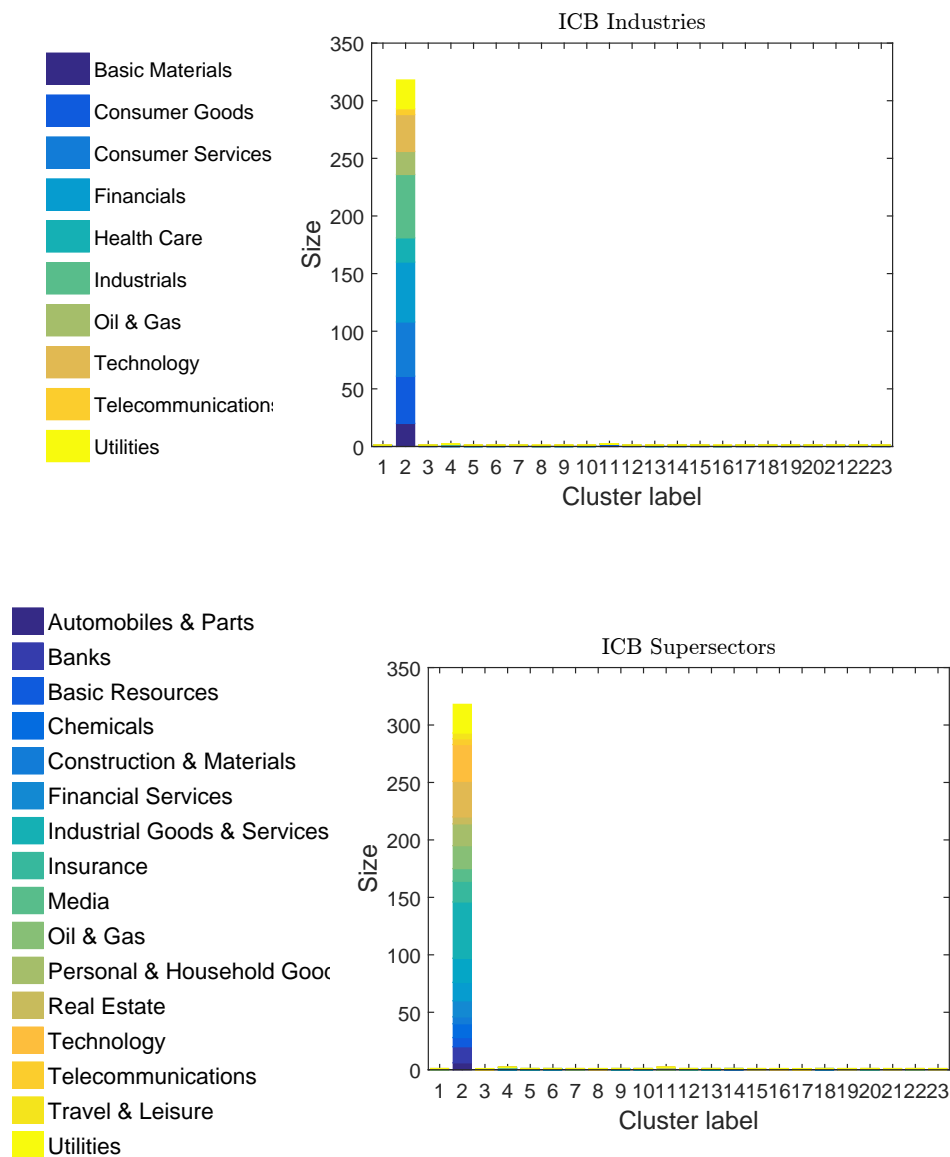 ICB Industries
Basic Materials
Consumer Goods
Consumer Services
Financials
Health Care
Industrials
Oil & Gas
Technology
Telecommunications
Utilities
350
300
250
200
150
100
50
0
Size
1 2 3 4 5 6 7 8 9 10 11 12 13 14 15 16 17 18 19 20 21 22 23
Cluster label
ICB Supersectors
Automobiles & Parts
Banks
Basic Resources
Chemicals
Construction & Materials
Financial Services
Industrial Goods & Services
Insurance
Media
Oil & Gas
Personal & Household Gooc
Real Estate
Technology
Telecommunications
Travel & Leisure
Utilities
350
300
250
200
150
100
50
0
Size
1 2 3 4 5 6 7 8 9 10 11 12 13 14 15 16 17 18 19 20 21 22 23
Cluster label